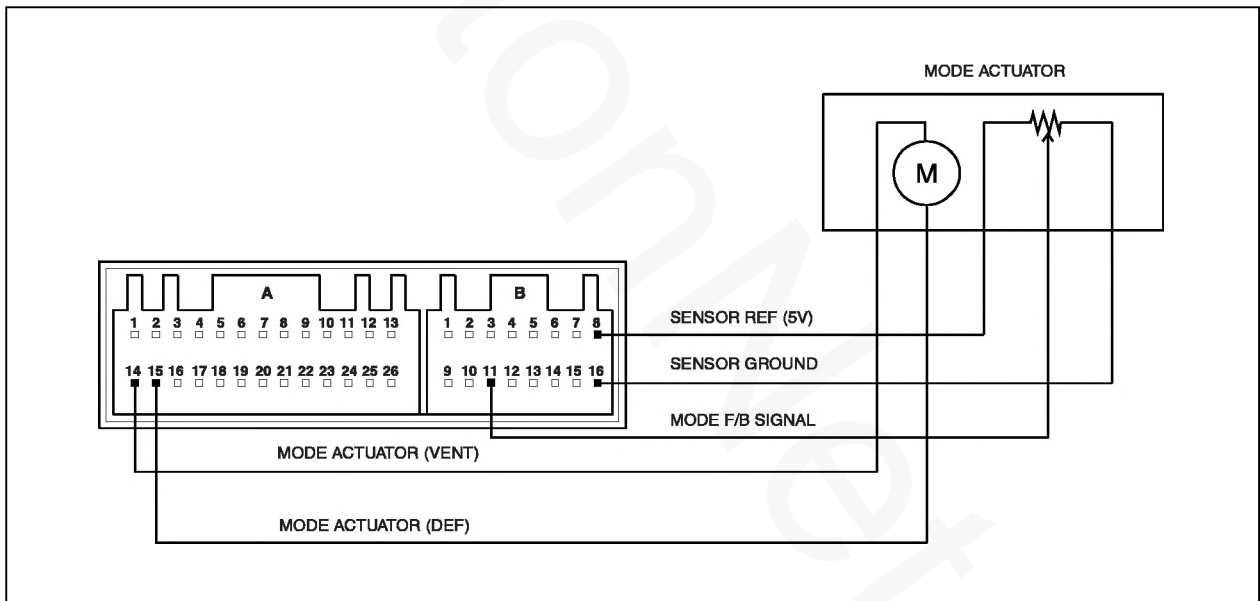 MODE ACTUATOR
M
A
B
1 2 3 4 5 6 7 8 9 10 11 12 13
1 2 3 4 5 6 7 8
SENSOR REF (5V)
14 15 16 17 18 19 20 21 22 23 24 25 26
9 10 11 12 13 14 15 16
SENSOR GROUND
MODE F/B SIGNAL
MODE ACTUATOR (VENT)
MODE ACTUATOR (DEF)